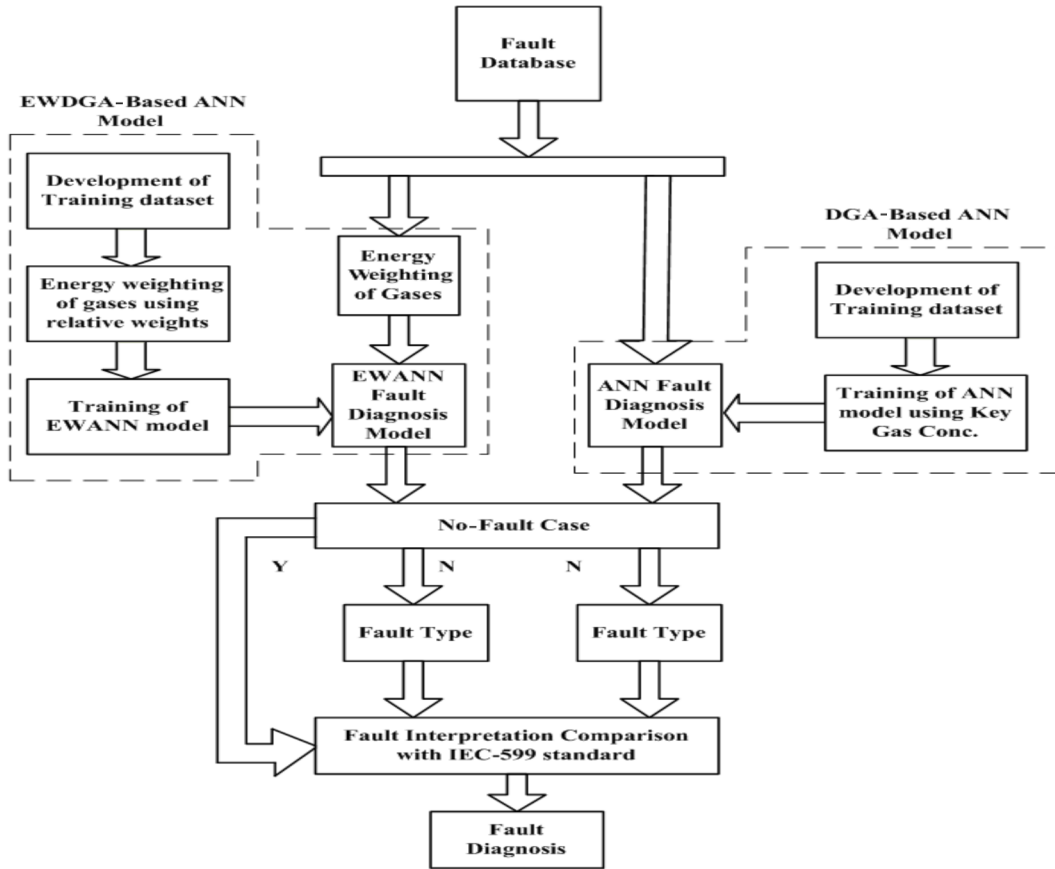 Fault
Database
EWDGA-Based ANN
Model
Development of
Training dataset
Energy weighting
of gases using
relative weights
Training of
EWANN model
Energy
Weighting
of Gases
EWANN
Fault
Diagnosis
Model
DGA-Based ANN
Model
Development of
Training dataset
ANN Fault
Diagnosis
Model
Training of ANN
model using Key
Gas Conc.
No-Fault Case
Y
N
N
Fault Type
Fault Type
Fault Interpretation Comparison
with IEC-599 standard
Fault
Diagnosis